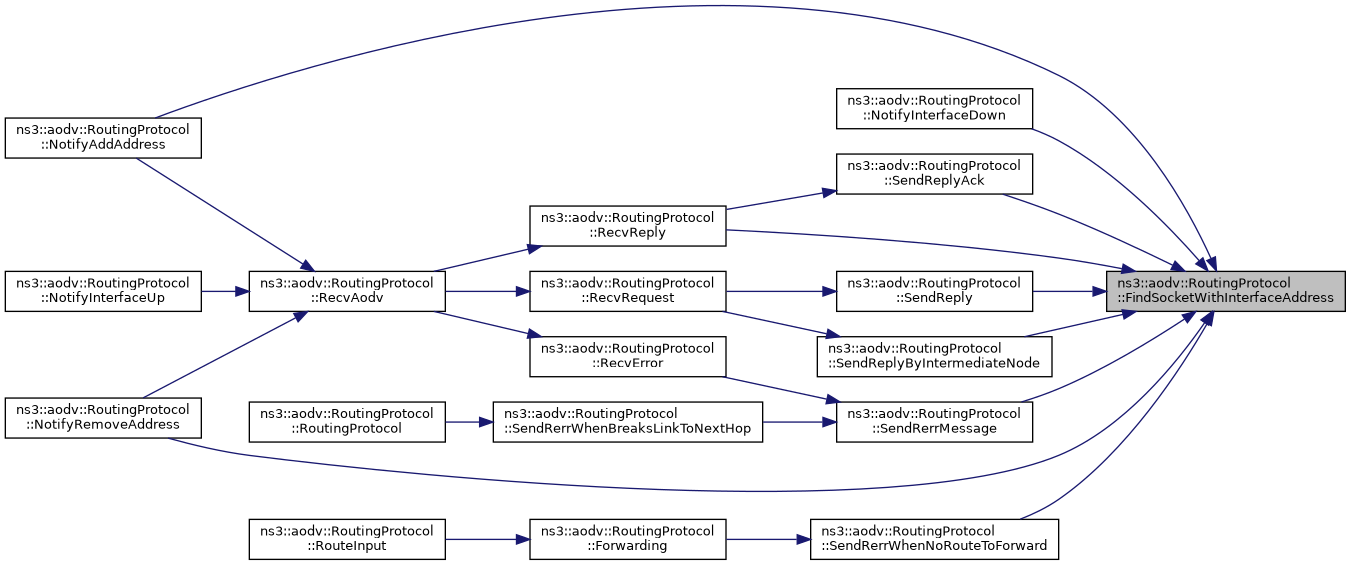 ns3::aodv::RoutingProtocol
::NotifyAddAddress
ns3::aodv::RoutingProtocol
::NotifyInterfaceUp
ns3::aodv::RoutingProtocol
::NotifyRemoveAddress
ns3::aodv::RoutingProtocol
::RecvAodv
ns3::aodv::RoutingProtocol
::RoutingProtocol
ns3::aodv::RoutingProtocol
::RouteInput
ns3::aodv::RoutingProtocol
::RecvReply
ns3::aodv::RoutingProtocol
::RecvRequest
ns3::aodv::RoutingProtocol
::RecvError
ns3::aodv::RoutingProtocol
::SendRerrWhenBreaksLinkToNextHop
ns3::aodv::RoutingProtocol
::Forwarding
ns3::aodv::RoutingProtocol
::NotifyInterfaceDown
ns3::aodv::RoutingProtocol
::SendReplyAck
ns3::aodv::RoutingProtocol
::SendReply
ns3::aodv::RoutingProtocol
::SendReplyByIntermediateNode
ns3::aodv::RoutingProtocol
::SendRerrMessage
ns3::aodv::RoutingProtocol
::SendRerrWhenNoRouteToForward
ns3::aodv::RoutingProtocol
::FindSocketWithInterfaceAddress